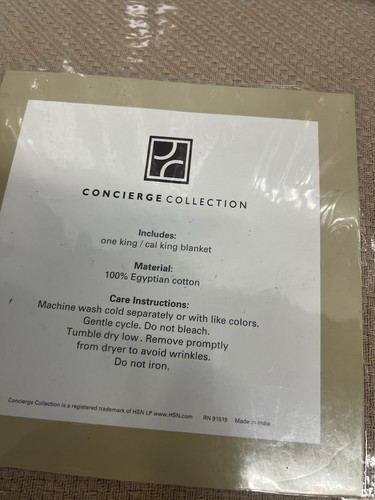 CONCIERGE COLLECTION
Includes:
one king / cal king blanket
Material:
100% Egyptian cotton
Care Instructions:
Machine wash cold separately or with like colors.
Gentle cycle. Do not bleach.
Tumble dry low. Remove promptly
from dryer to avoid wrinkles.
Do not iron.
Concierge Collection is a registered trademark of HSN LP www.HSN.com RN 91619 Made in India